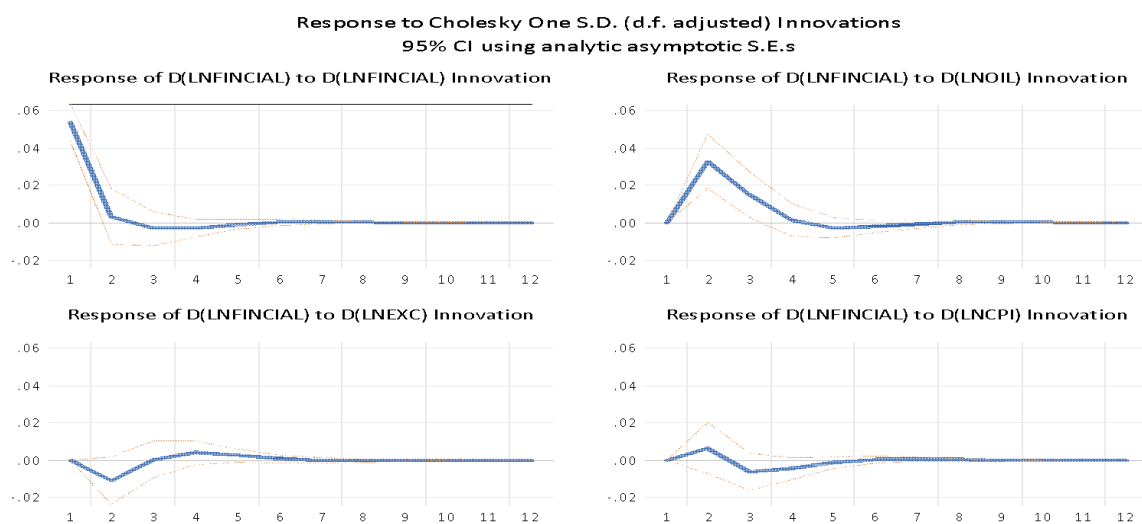 Response to Cholesky One S.D. (d.f. adjusted) Innovations
95% CI using analytic asymptotic S.E.s
Response of D(LNFINCIAL) to D(LNFINCIAL) Innovation
.06
.04
.02
.00
-.02
1 2 3 4 5 6 7 8 9 10 11 12
Response of D(LNFINCIAL) to D(LNOIL) Innovation
.06
.04
.02
.00
-.02
1 2 3 4 5 6 7 8 9 10 11 12
Response of D(LNFINCIAL) to D(LNEXC) Innovation
.06
.04
.02
.00
-.02
1 2 3 4 5 6 7 8 9 10 11 12
Response of D(LNFINCIAL) to D(LNCPI) Innovation
.06
.04
.02
.00
-.02
1 2 3 4 5 6 7 8 9 10 11 12